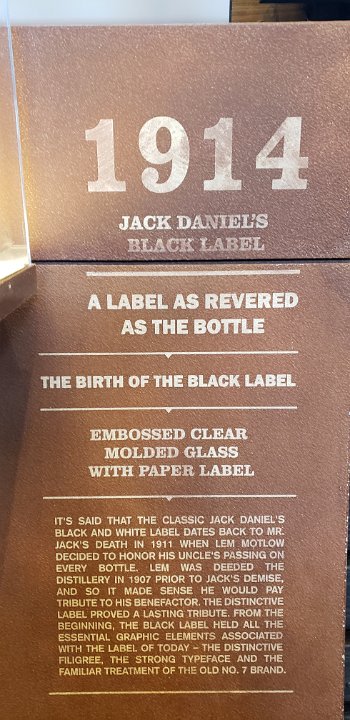 1914
JACK DANIEL'S
BLACK LABEL
A LABEL AS REVERED
AS THE BOTTLE
THE BIRTH OF THE BLACK LABEL
EMBOSSED CLEAR
MOLDED GLASS
WITH PAPER LABEL
IT'S SAID THAT THE CLASSIC JACK DANIEL'S
BLACK AND WHITE LABEL DATES BACK TO MR.
JACK'S DEATH IN 1911 WHEN LEM MOTLOW
DECIDED TO HONOR HIS UNCLE'S PASSING ON
EVERY BOTTLE. LEM WAS DEEDED THE
DISTILLERY IN 1907 PRIOR TO JACK'S DEMISE,
AND SO IT MADE SENSE HE WOULD PAY
TRIBUTE TO HIS BENEFACTOR. THE DISTINCTIVE
LABEL PROVED A LASTING TRIBUTE. FROM THE
BEGINNING, THE BLACK LABEL HELD ALL THE
ESSENTIAL GRAPHIC ELEMENTS ASSOCIATED
WITH THE LABEL OF TODAY – THE DISTINCTIVE
FILIGREE, THE STRONG TYPEFACE AND THE
FAMILIAR TREATMENT OF THE OLD NO. 7 BRAND.